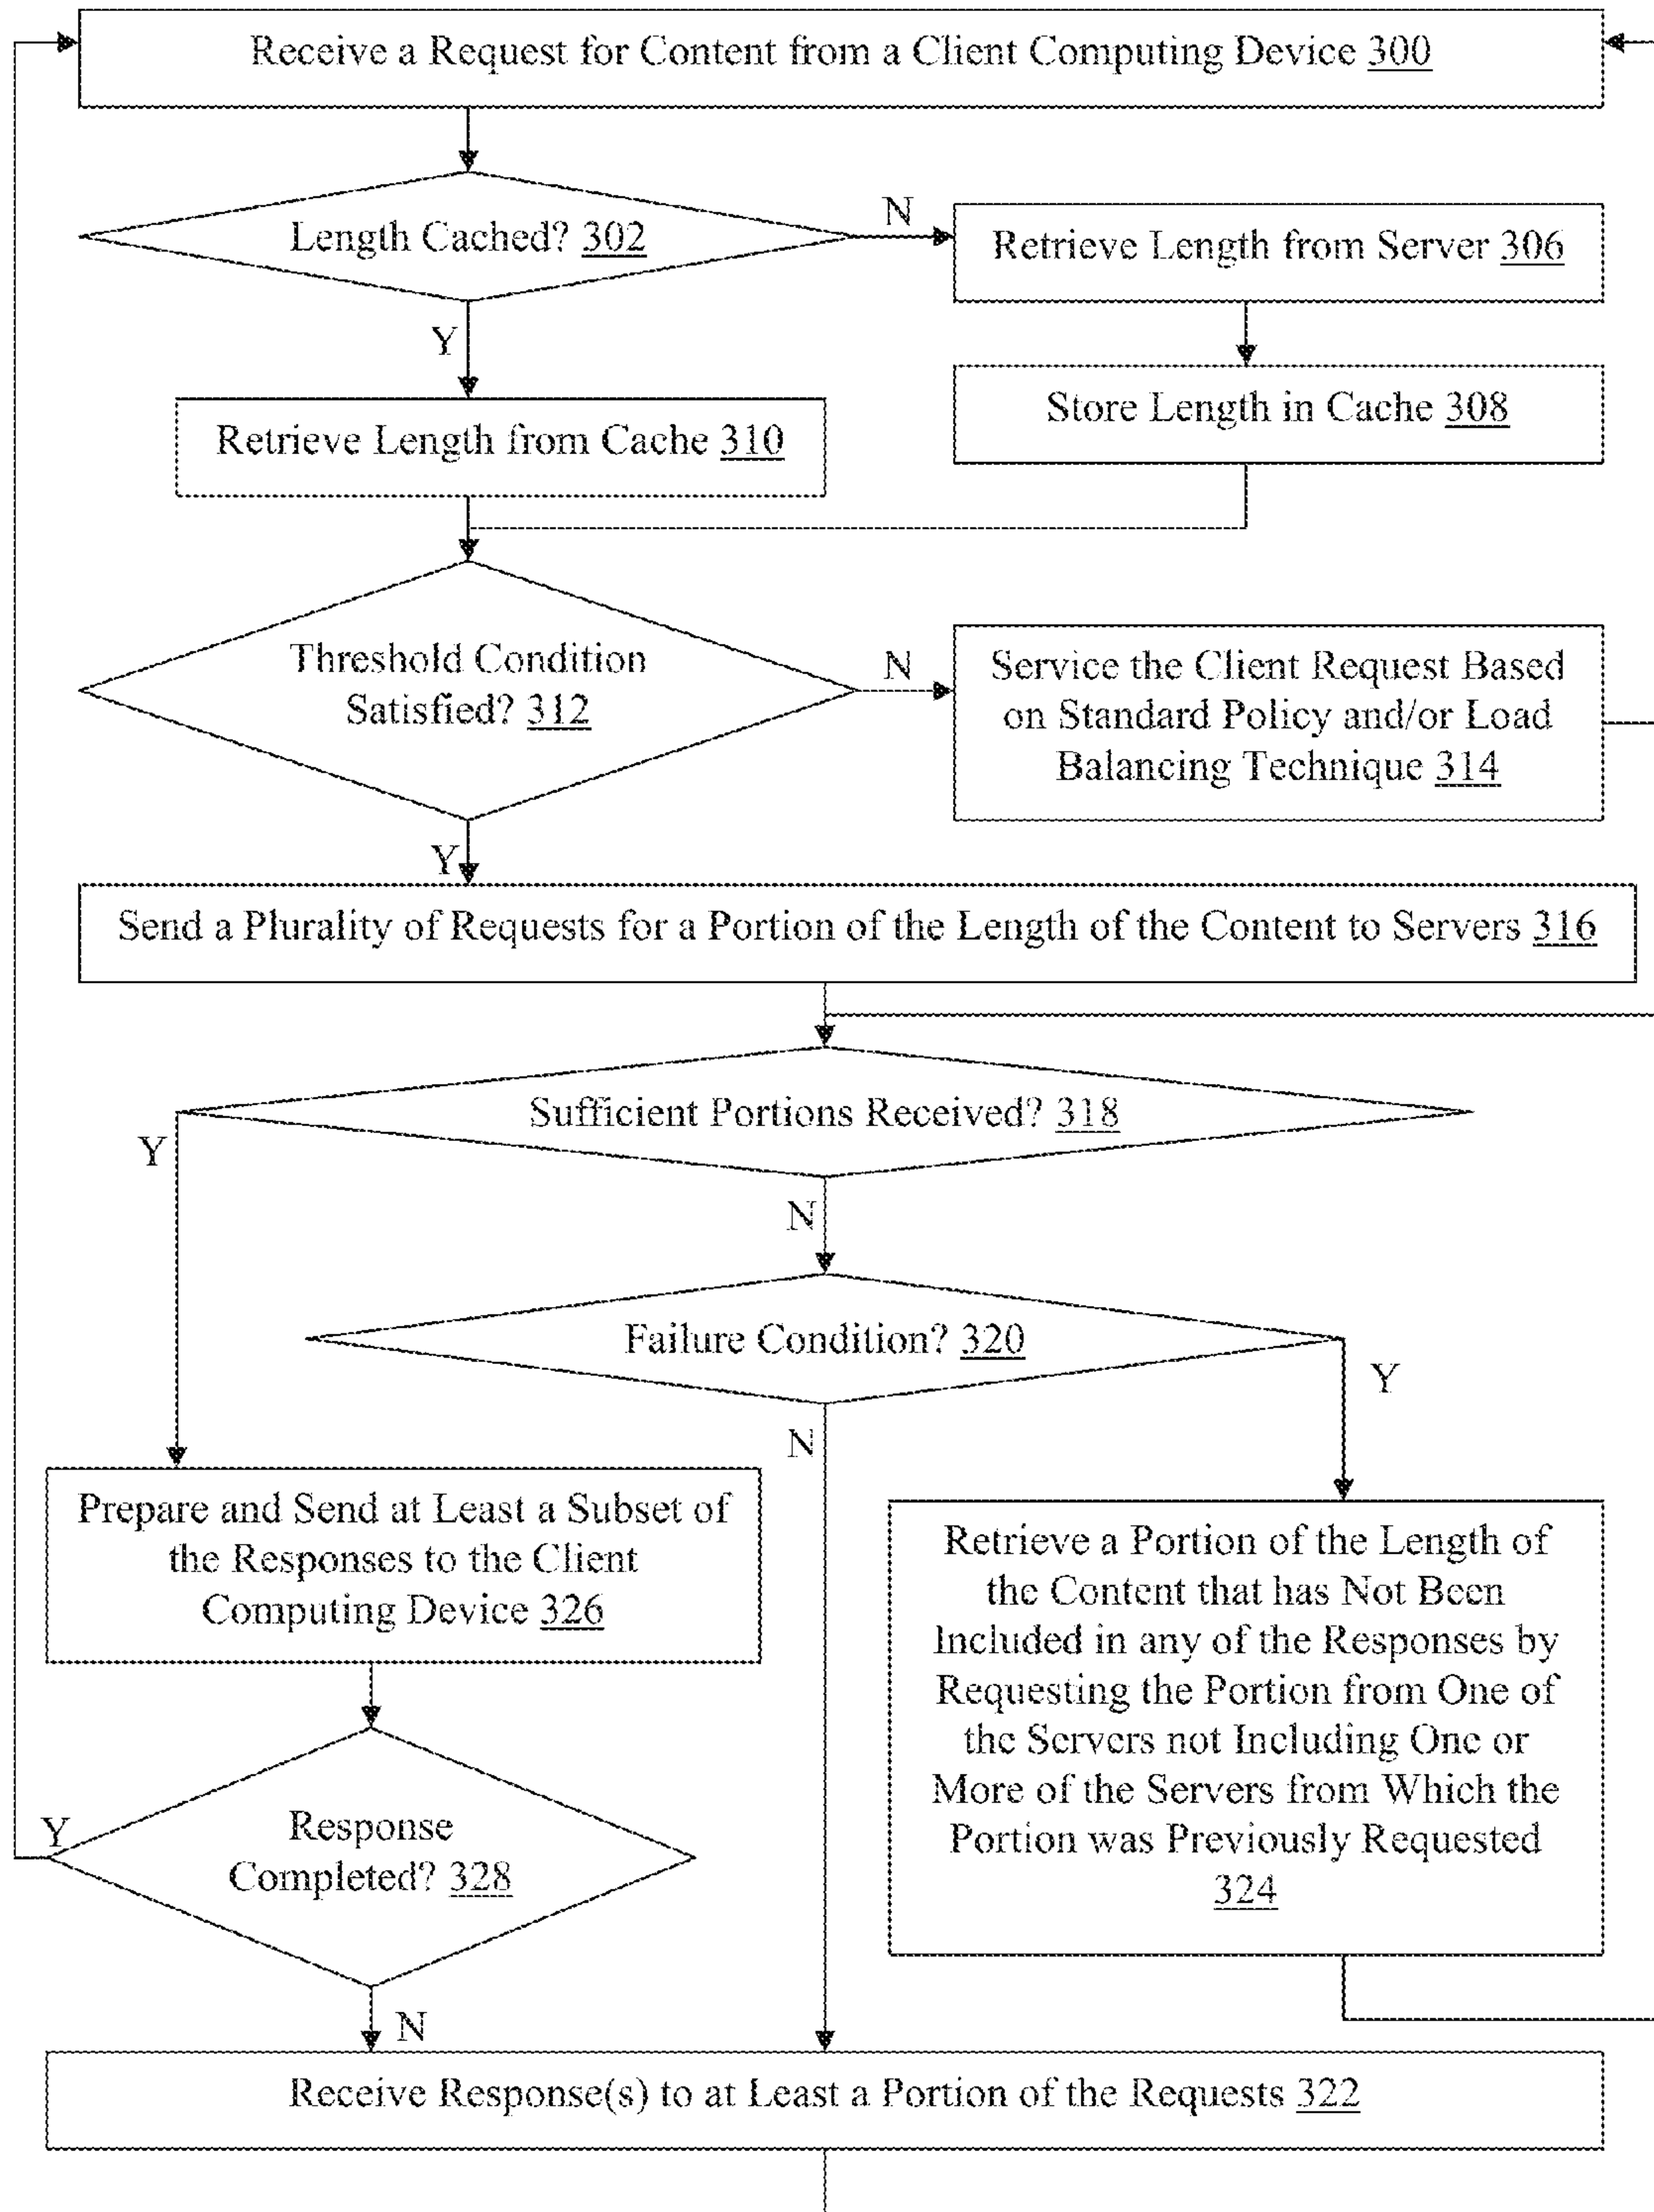 Receive a Request for Content from a Client Computing Device 300
Length Cached? 302
N
Retrieve Length from Server 306
Y
Store Length in Cache 308
Retrieve Length from Cache 310
Threshold Condition
Satisfied? 312
N
Service the Client Request Based
on Standard Policy and/or Load
Balancing Technique 314
Y
Send a Plurality of Requests for a Portion of the Length of the Content to Servers 316
Sufficient Portions Received? 318
Y
N
Failure Condition? 320
Y
N
Prepare and Send at Least a Subset of
the Responses to the Client
Computing Device 326
Retrieve a Portion of the Length of
the Content that has Not Been
Included in any of the Responses by
Requesting the Portion from One of
the Servers not Including One or
More of the Servers from Which the
Portion was Previously Requested
324
Y
Response
Completed? 328
N
Receive Response(s) to at Least a Portion of the Requests 322